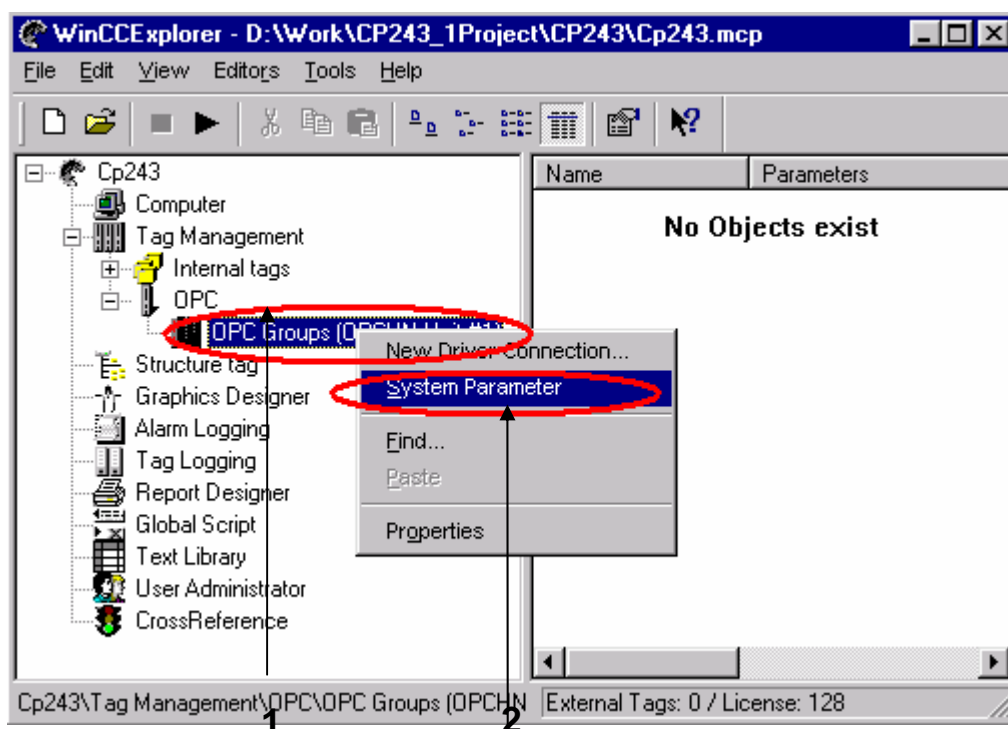 WinCCExplorer - D:\Work\CP243_1Project\CP243\Cp243.mcp
File Edit View Editors Tools Help
Name Parameters
No Objects exist
Cp243
Computer
Tag Management
Internal tags
OPC
OPC Groups (OPCHN Unit #1)
Structure tag
Graphics Designer
Alarm Logging
Tag Logging
Report Designer
Global Script
Text Library
User Administrator
CrossReference
New Driver Connection...
System Parameter
Find...
Paste
Properties
Cp243\Tag Management\OPC\OPC Groups (OPCHN
External Tags: 0 / License: 128
1
2